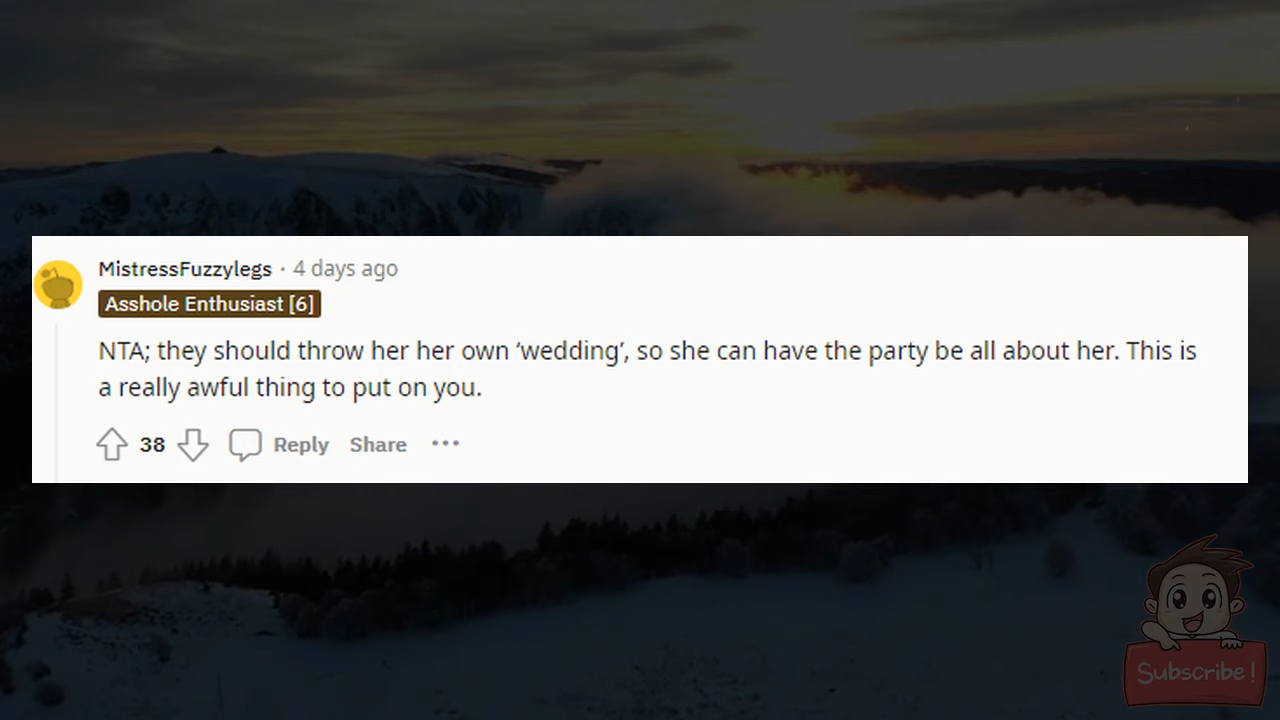 MistressFuzzylegs · 4 days ago
Asshole Enthusiast [6]
NTA; they should throw her her own ‘wedding’, so she can have the party be all about her. This is
a really awful thing to put on you.
38 Reply Share ···
Subscribe!